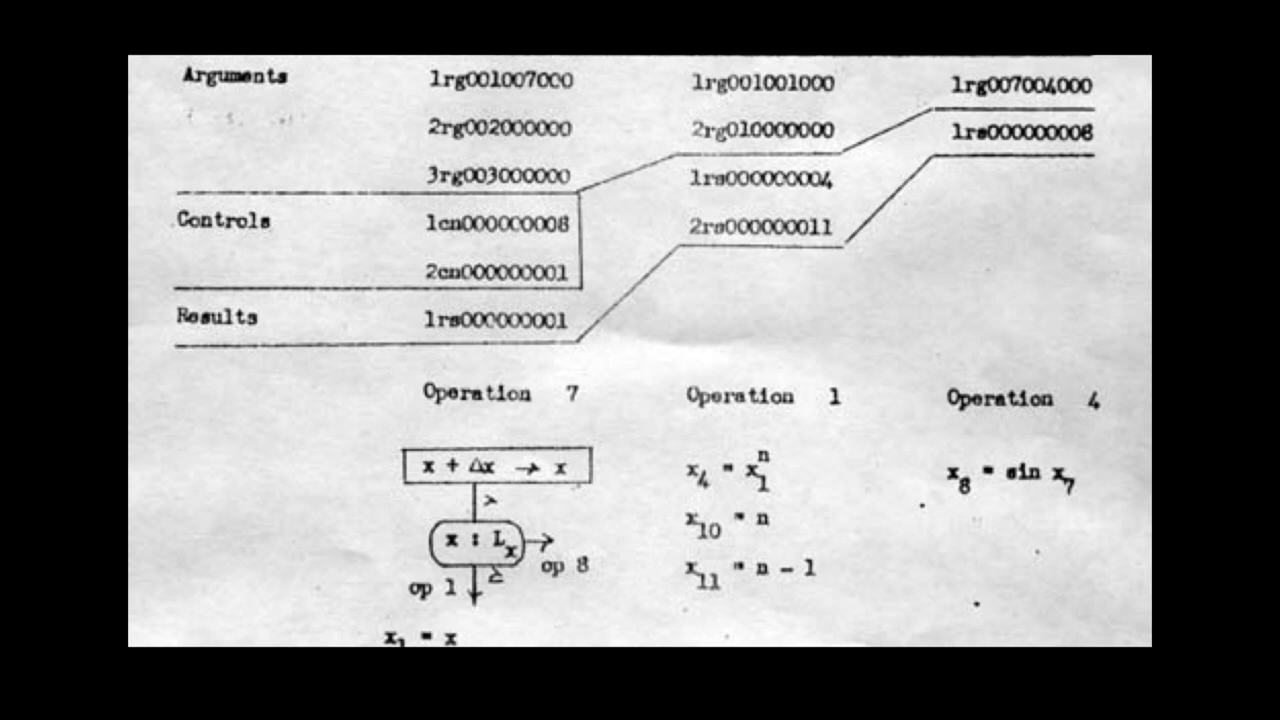 Arguments 1rg001007000 1rg001001000 1rg007004000
2rg002000000 2rg010000000 1rs000000008
3rg003000000 1rs000000004
Controls 1cn000000008 2rs000000011
2cn000000001
Results 1rs000000001
Operation 7 Operation 1 Operation 4
x + Δx → x x₄ = x₁ⁿ x₈ = sin x₇
>
x₁₀ = n
x : Lₓ
op 8
≤
x₁₁ = n - 1
op 1
x₁ = x